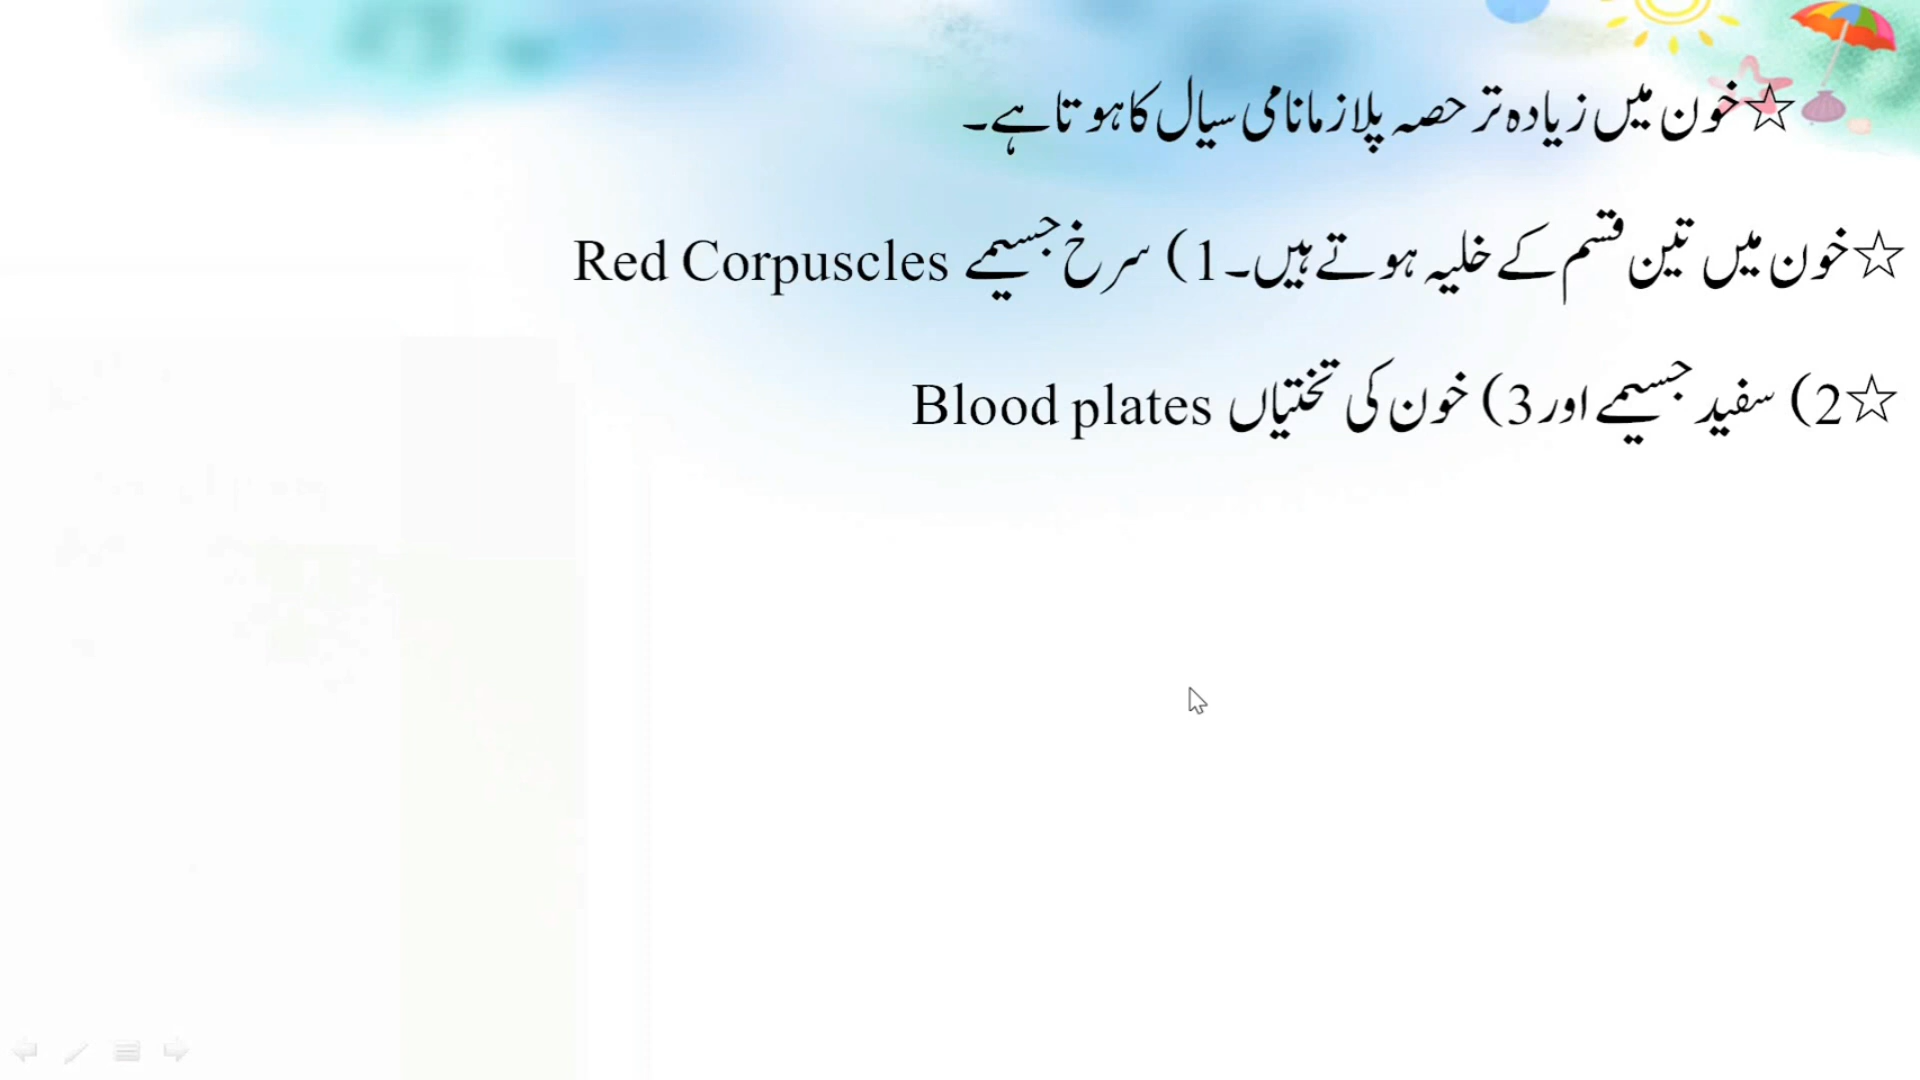 ☆خون میں زیادہ تر حصہ پلازما نامی سیال کا ہوتا ہے۔
☆خون میں تین قسم کے خلیہ ہوتے ہیں۔1) سرخ جسیمے Red Corpuscles
☆2) سفید جسیمے اور 3) خون کی تختیاں Blood plates